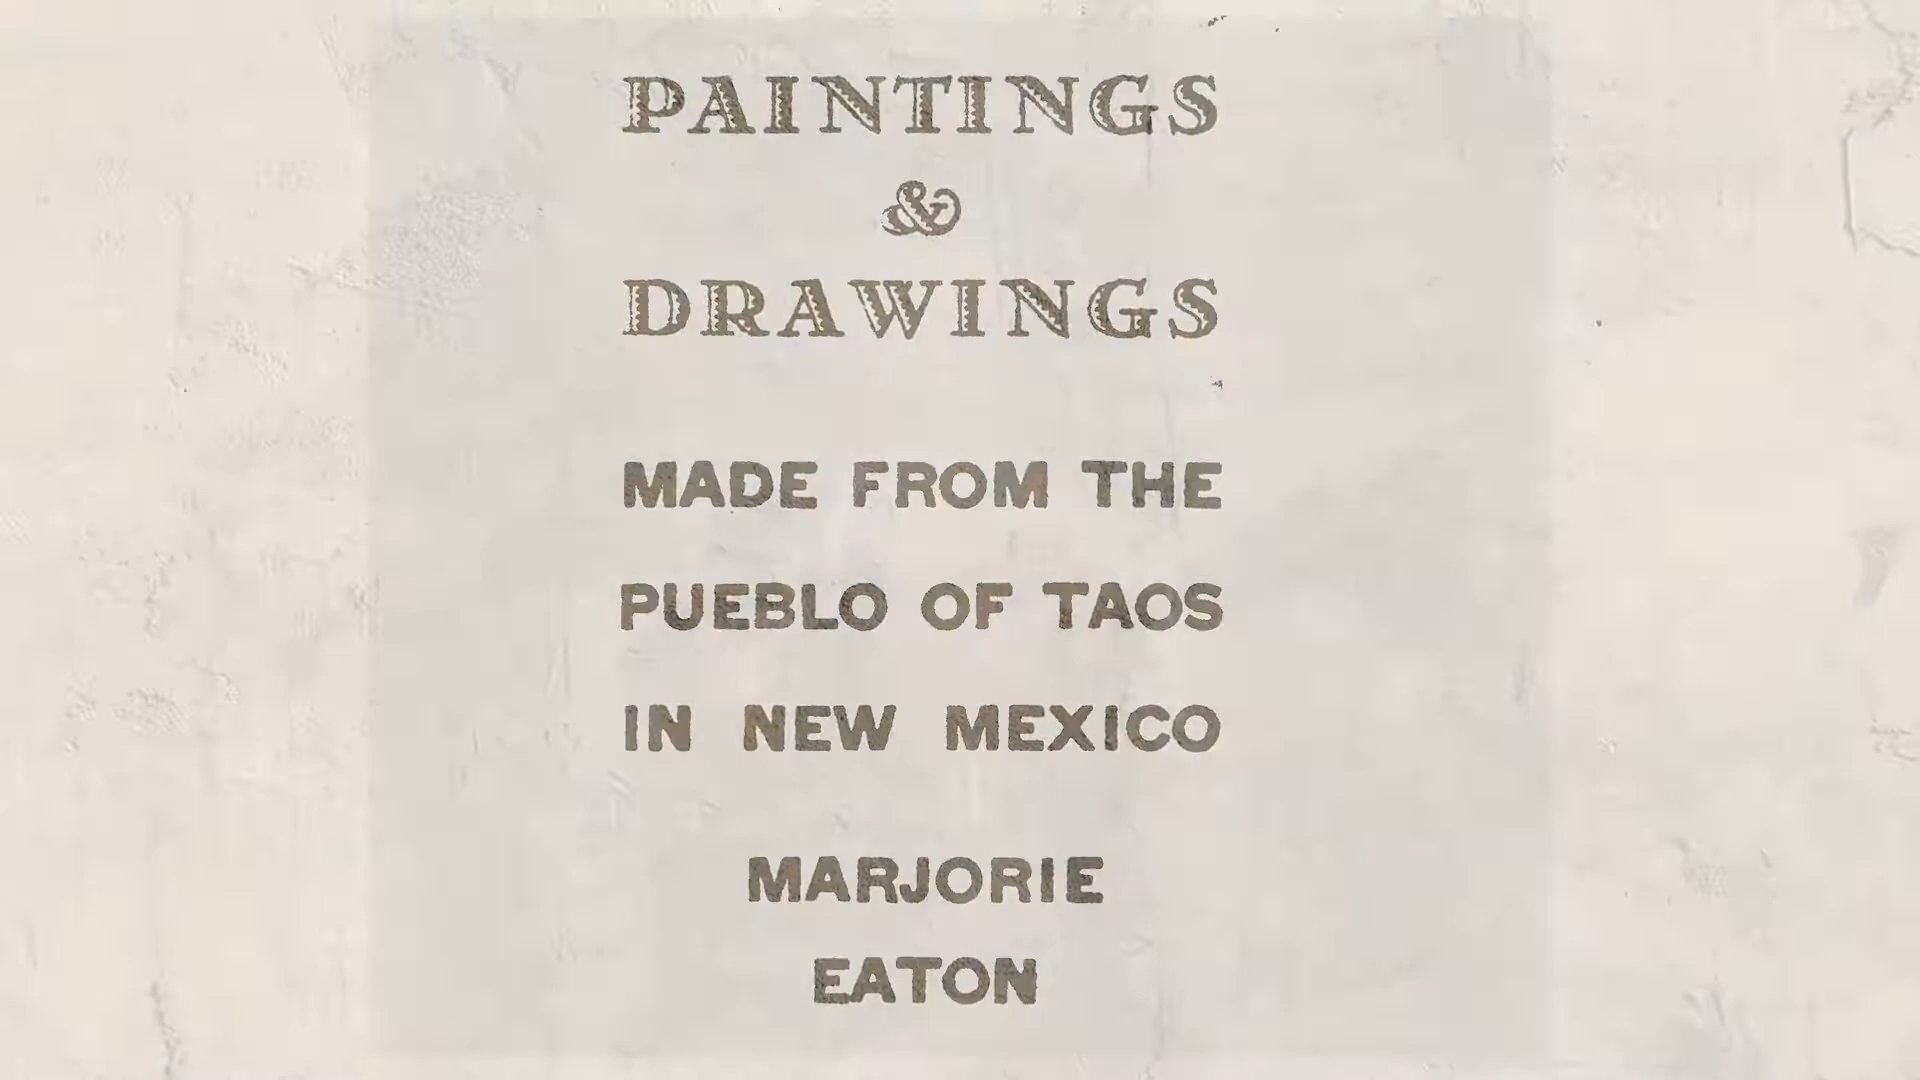 PAINTINGS
&
DRAWINGS
MADE FROM THE
PUEBLO OF TAOS
IN NEW MEXICO
MARJORIE
EATON